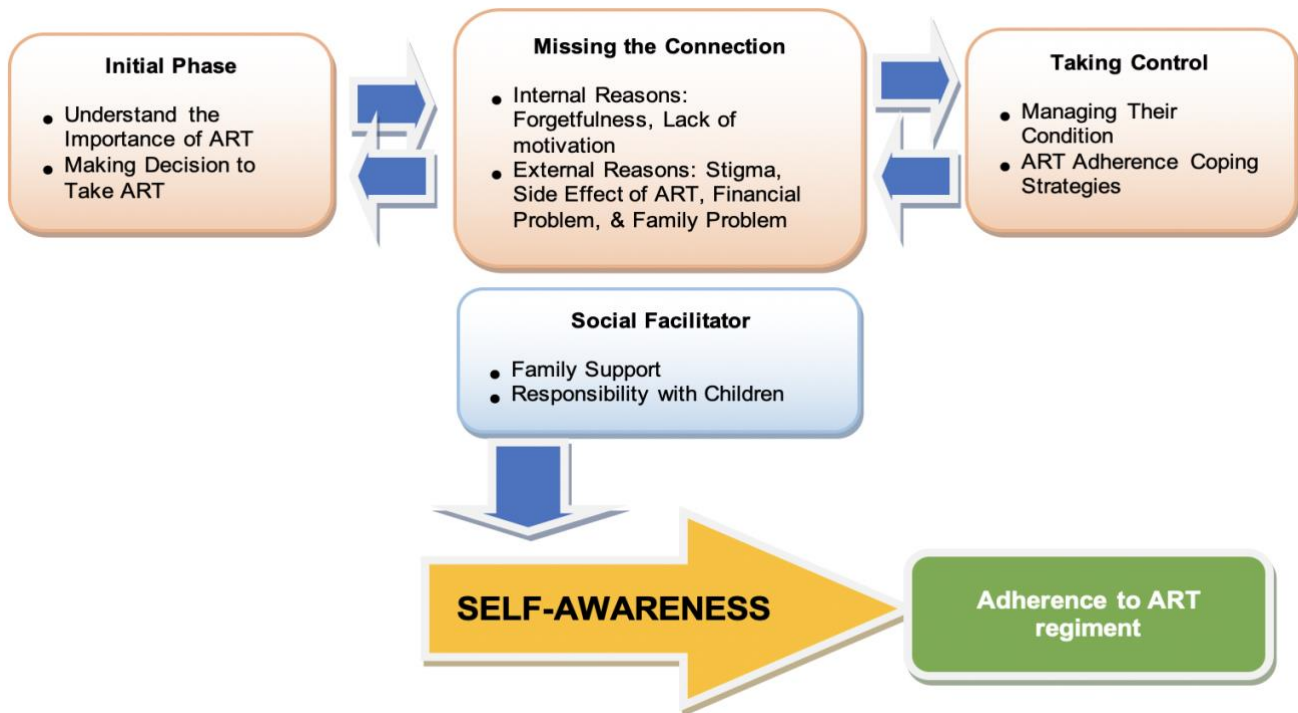 Initial Phase
• Understand the
Importance of ART
• Making Decision to
Take ART
Missing the Connection
• Internal Reasons:
Forgetfulness, Lack of
motivation
• External Reasons: Stigma,
Side Effect of ART, Financial
Problem, & Family Problem
Taking Control
• Managing Their
Condition
• ART Adherence Coping
Strategies
Social Facilitator
• Family Support
• Responsibility with Children
SELF-AWARENESS
Adherence to ART
regiment